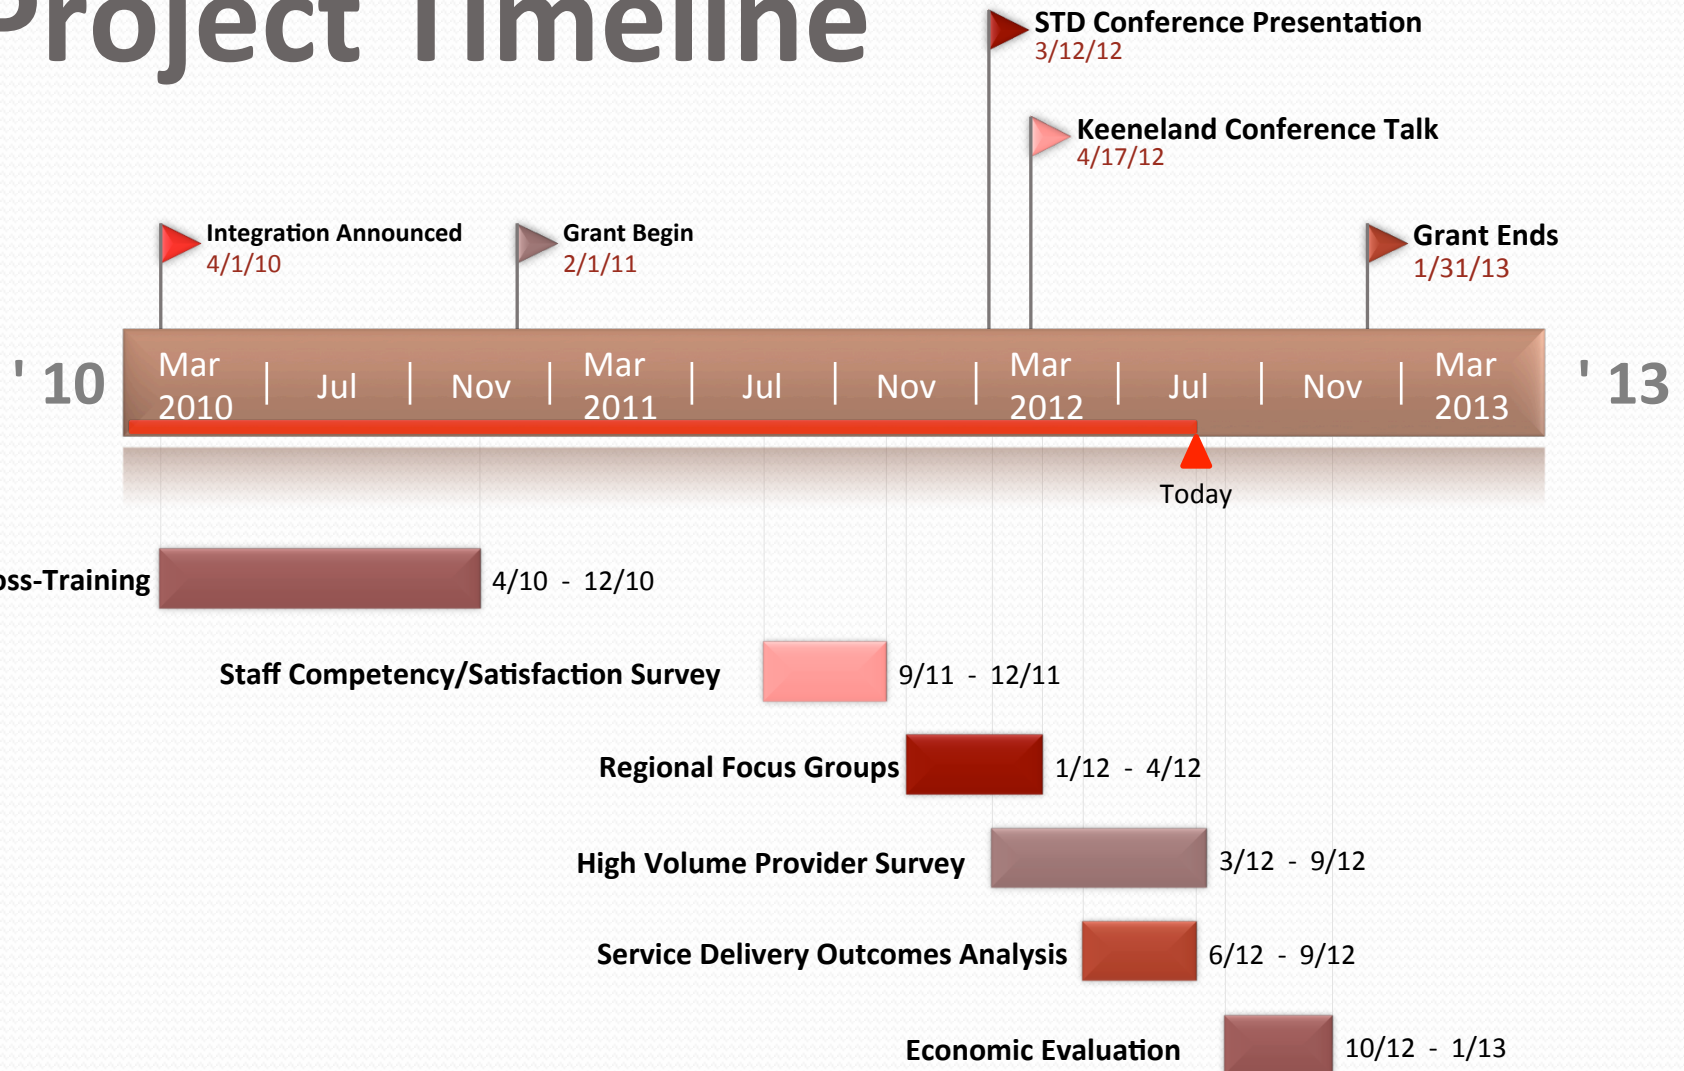 Project Timeline
STD Conference Presentation
3/12/12
Keeneland Conference Talk
4/17/12
Integration Announced
4/1/10
Grant Begin
2/1/11
Grant Ends
1/31/13
' 10
Mar
2010
Jul
Nov
Mar
2011
Jul
Nov
Mar
2012
Jul
Nov
Mar
2013
' 13
Today
oss-Training
4/10 - 12/10
Staff Competency/Satisfaction Survey
9/11 - 12/11
Regional Focus Groups
1/12 - 4/12
High Volume Provider Survey
3/12 - 9/12
Service Delivery Outcomes Analysis
6/12 - 9/12
Economic Evaluation
10/12 - 1/13